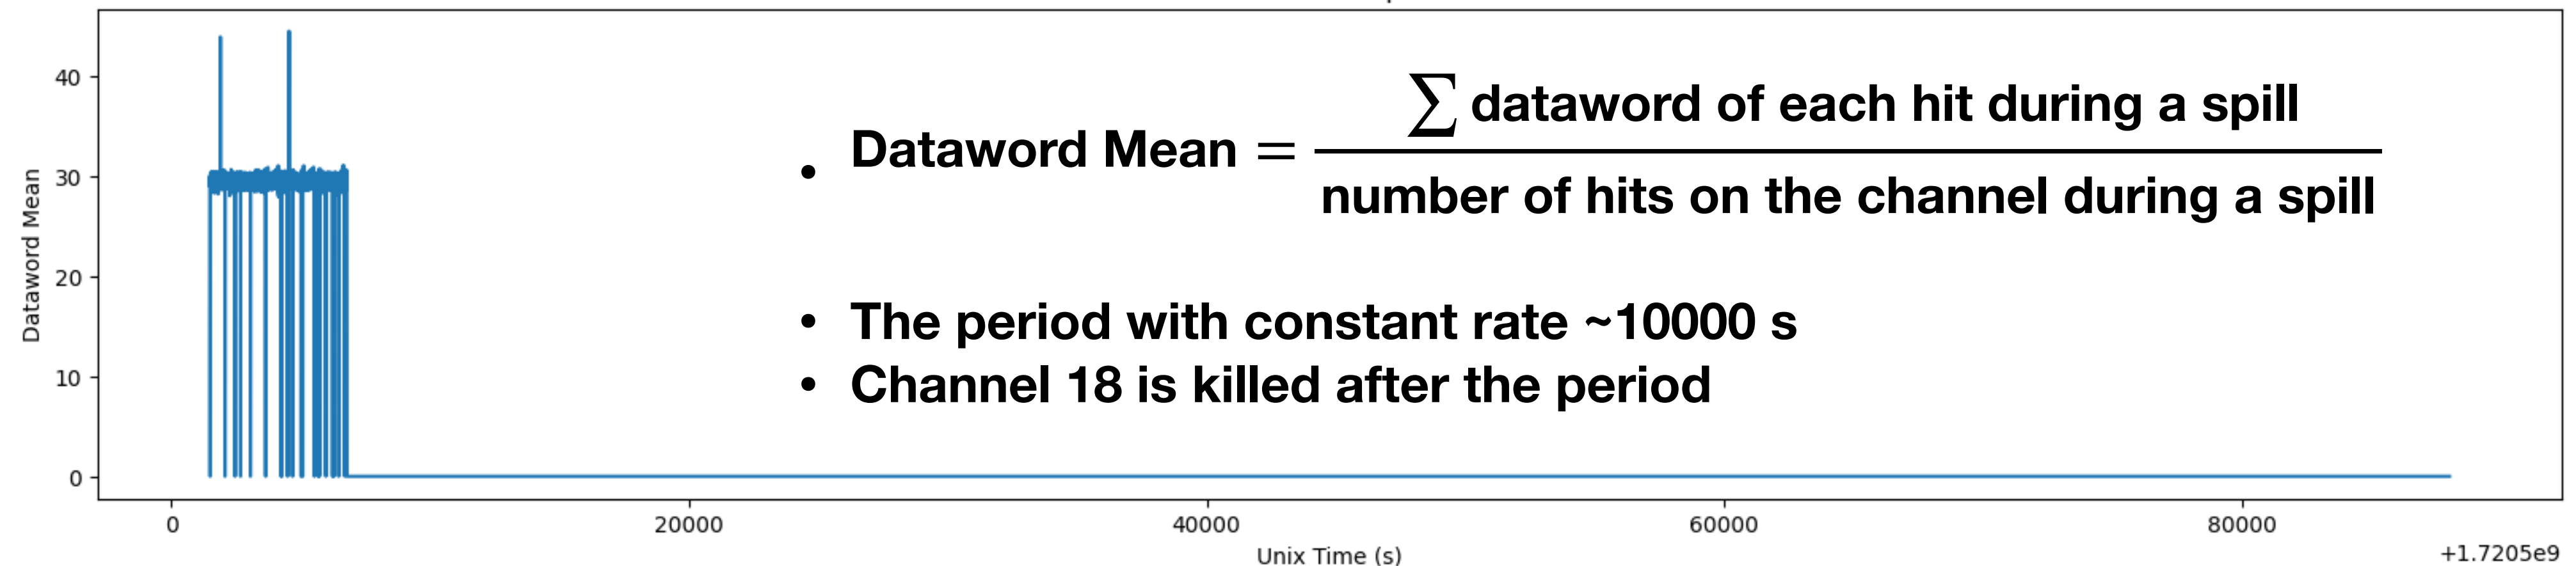 40
30
20
10
0
Dataword Mean
• Dataword Mean = ∑ dataword of each hit during a spill
number of hits on the channel during a spill
• The period with constant rate ~10000 s
• Channel 18 is killed after the period
0 20000 40000 60000 80000
Unix Time (s)
+1.7205e9